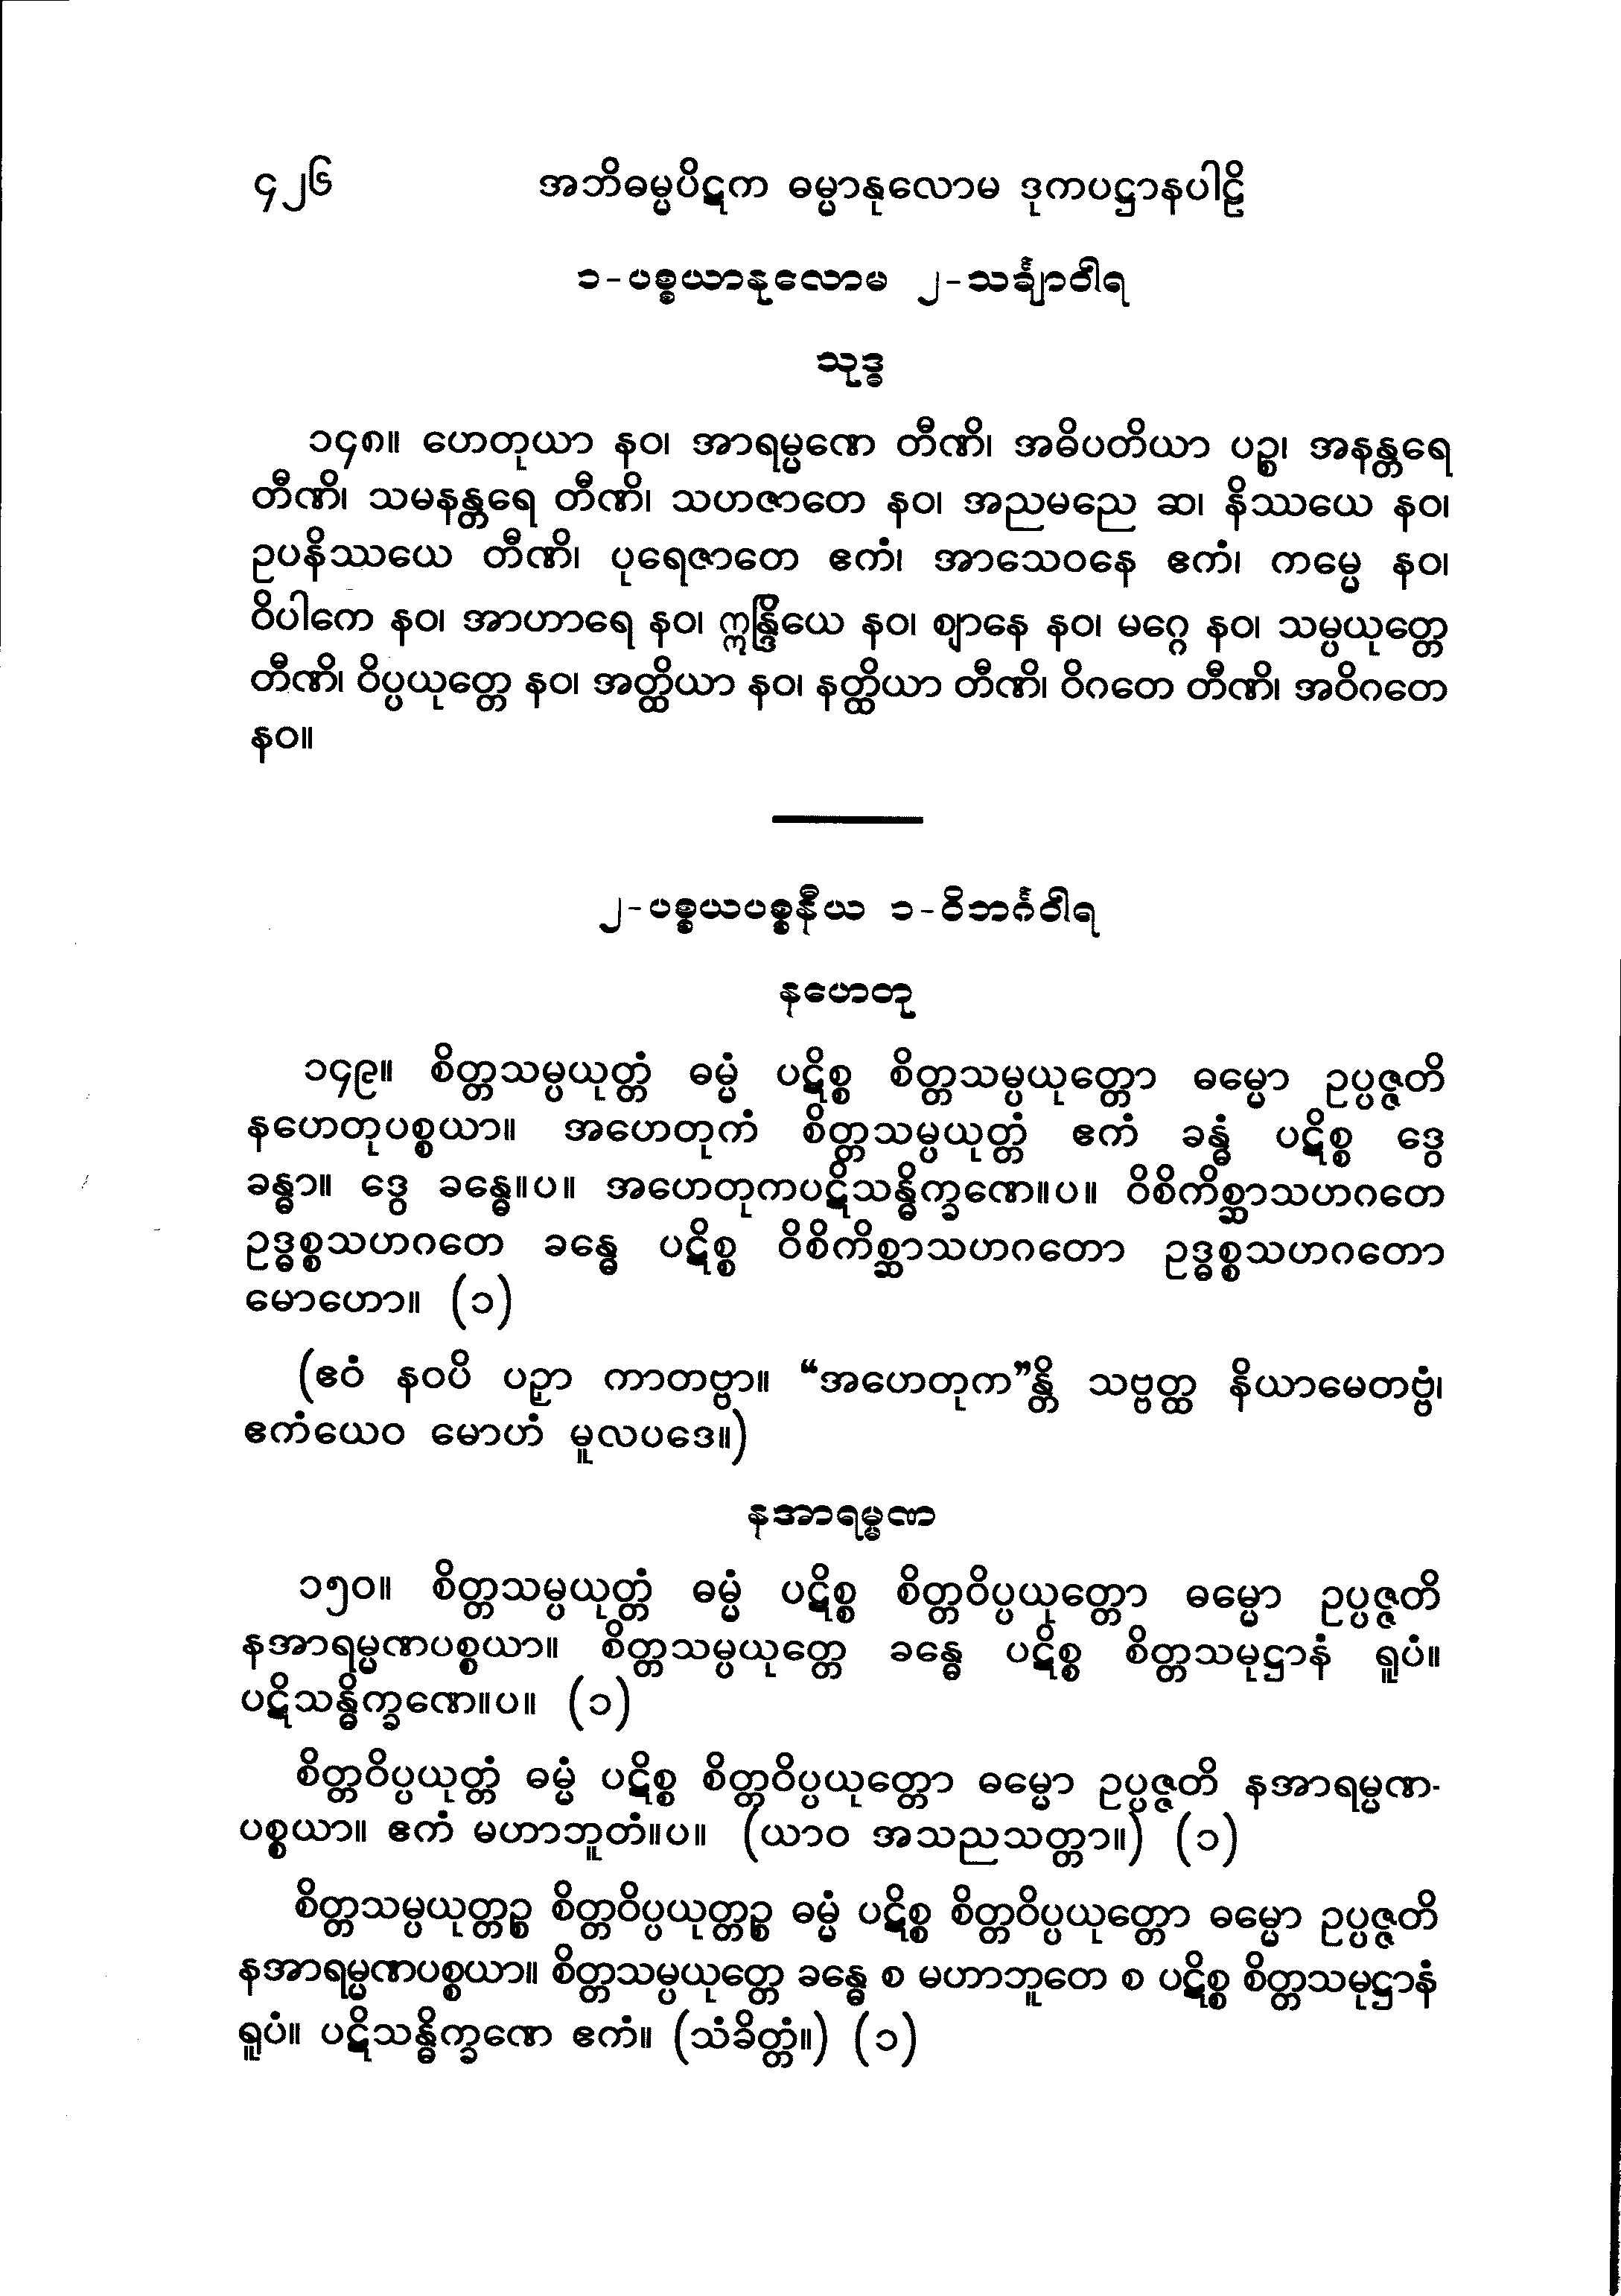 ၄၂၆ အဘိဓမ္မပိဋက ဓမ္မာနုလောမ ဒုကပဋ္ဌာနပါဠိ
၁-ပစ္စယာနုလောမ ၂-သင်္ချာဝါရ
သုဒ္ဓ
၁၄၈။ ဟေတုယာ နဝ၊ အာရမ္မဏေ တီဏိ၊ အဓိပတိယာ ပဉ္စ၊ အနန္တရေ
တီဏိ၊ သမနန္တရေ တီဏိ၊ သဟဇာတေ နဝ၊ အညမညေ ဆ၊ နိဿယေ နဝ၊
ဥပနိဿယေ တီဏိ၊ ပုရေဇာတေ ဧကံ၊ အာသေဝနေ ဧကံ၊ ကမ္မေ နဝ၊
ဝိပါကေ နဝ၊ အာဟာရေ နဝ၊ ဣန္ဒြိယေ နဝ၊ ဈာနေ နဝ၊ မဂ္ဂေ နဝ၊ သမ္ပယုတ္တေ
တီဏိ၊ ဝိပ္ပယုတ္တေ နဝ၊ အတ္ထိယာ နဝ၊ နတ္ထိယာ တီဏိ၊ ဝိဂတေ တီဏိ၊ အဝိဂတေ
နဝ။
၂-ပစ္စယပစ္စနီယ ၁-ဝိဘင်္ဂဝါရ
နဟေတု
၁၄၉။ စိတ္တသမ္ပယုတ္တံ ဓမ္မံ ပဋိစ္စ စိတ္တသမ္ပယုတ္တော ဓမ္မော ဥပ္ပဇ္ဇတိ
နဟေတုပစ္စယာ။ အဟေတုကံ စိတ္တသမ္ပယုတ္တံ ဧကံ ခန္ဓံ ပဋိစ္စ ဒွေ
ခန္ဓာ။ ဒွေ ခန္ဓေ။ပ။ အဟေတုကပဋိသန္ဓိက္ခဏေ။ပ။ ဝိစိကိစ္ဆာသဟဂတေ
ဥဒ္ဓစ္စသဟဂတေ ခန္ဓေ ပဋိစ္စ ဝိစိကိစ္ဆာသဟဂတော ဥဒ္ဓစ္စသဟဂတော
မောဟော။ (၁)
(ဧဝံ နဝပိ ပဉှာ ကာတဗ္ဗာ။ “အဟေတုက”န္တိ သဗ္ဗတ္ထ နိယာမေတဗ္ဗံ၊
ဧကံယေဝ မောဟံ မူလပဒေ။)
နအာရမ္မဏ
၁၅၀။ စိတ္တသမ္ပယုတ္တံ ဓမ္မံ ပဋိစ္စ စိတ္တဝိပ္ပယုတ္တော ဓမ္မော ဥပ္ပဇ္ဇတိ
နအာရမ္မဏပစ္စယာ။ စိတ္တသမ္ပယုတ္တေ ခန္ဓေ ပဋိစ္စ စိတ္တသမုဋ္ဌာနံ ရူပံ။
ပဋိသန္ဓိက္ခဏေ။ပ။ (၁)
စိတ္တဝိပ္ပယုတ္တံ ဓမ္မံ ပဋိစ္စ စိတ္တဝိပ္ပယုတ္တော ဓမ္မော ဥပ္ပဇ္ဇတိ နအာရမ္မဏ-
ပစ္စယာ။ ဧကံ မဟာဘူတံ။ပ။ (ယာဝ အသညသတ္တာ။) (၁)
စိတ္တသမ္ပယုတ္တဉ္စ စိတ္တဝိပ္ပယုတ္တဉ္စ ဓမ္မံ ပဋိစ္စ စိတ္တဝိပ္ပယုတ္တော ဓမ္မော ဥပ္ပဇ္ဇတိ
နအာရမ္မဏပစ္စယာ။ စိတ္တသမ္ပယုတ္တေ ခန္ဓေ စ မဟာဘူတေ စ ပဋိစ္စ စိတ္တသမုဋ္ဌာနံ
ရူပံ။ ပဋိသန္ဓိက္ခဏေ ဧကံ။ (သံခိတ္တံ။) (၁)